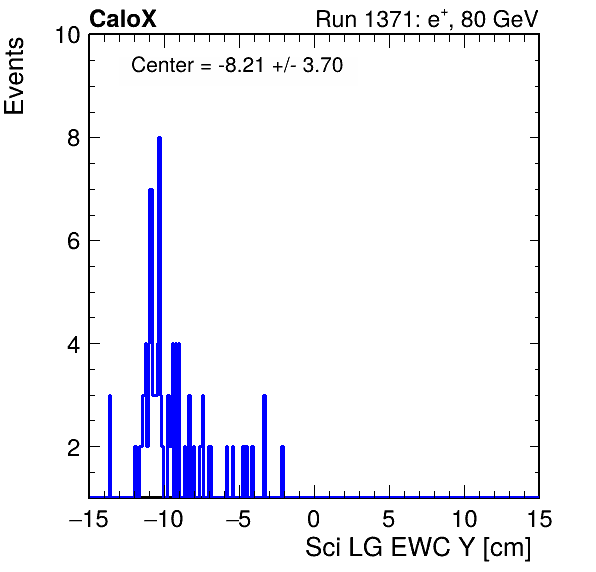 CaloX Run 1371: e⁺, 80 GeV
Center = -8.21 +/- 3.70
Events
10
8
6
4
2
−15 −10 −5 0 5 10 15
Sci LG EWC Y [cm]